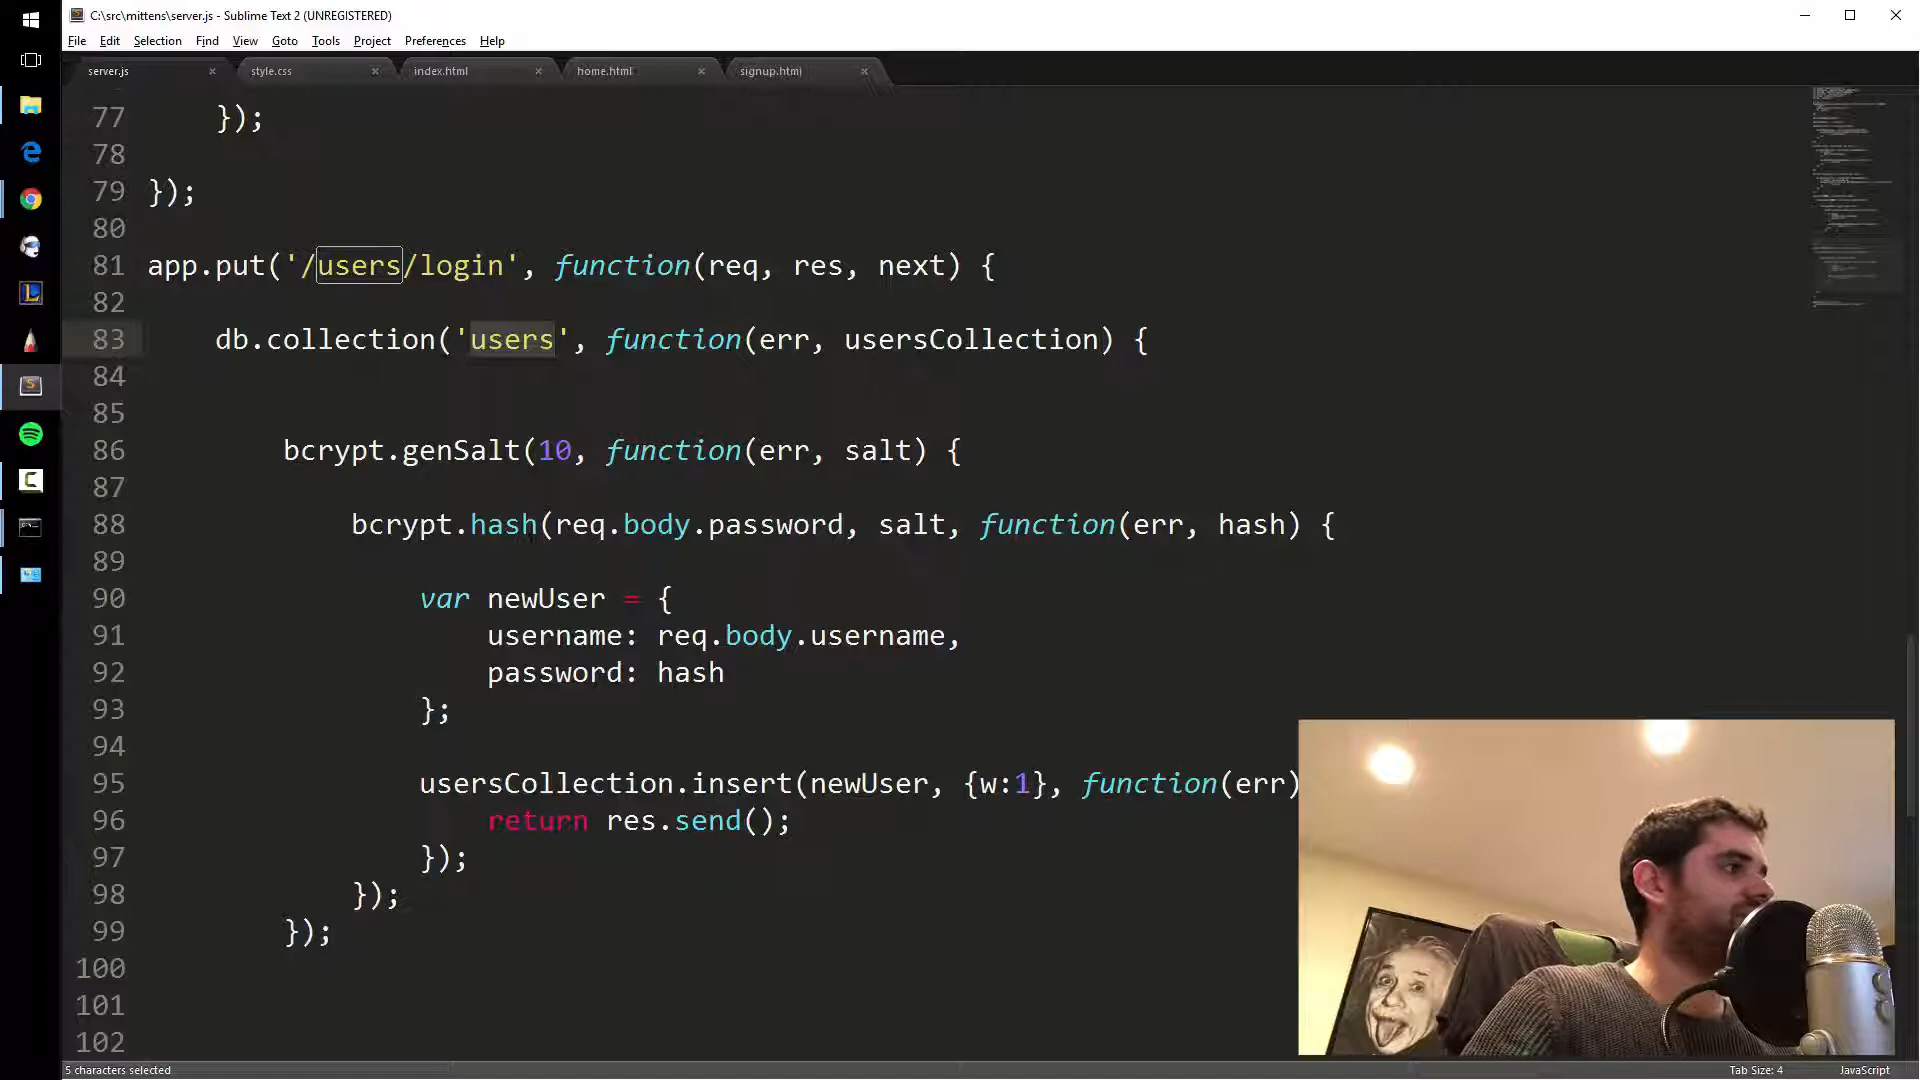 C:\src\mittens\server.js - Sublime Text 2 (UNREGISTERED)
File Edit Selection Find View Goto Tools Project Preferences Help
server.js style.css index.html home.html signup.html
77 });
78
79 });
80
81 app.put('/users/login', function(req, res, next) {
82
83 db.collection('users', function(err, usersCollection) {
84
85
86 bcrypt.genSalt(10, function(err, salt) {
87
88 bcrypt.hash(req.body.password, salt, function(err, hash) {
89
90 var newUser = {
91 username: req.body.username,
92 password: hash
93 };
94
95 usersCollection.insert(newUser, {w:1}, function(err)
96 return res.send();
97 });
98 });
99 });
100
101
102
5 characters selected Tab Size: 4 JavaScript